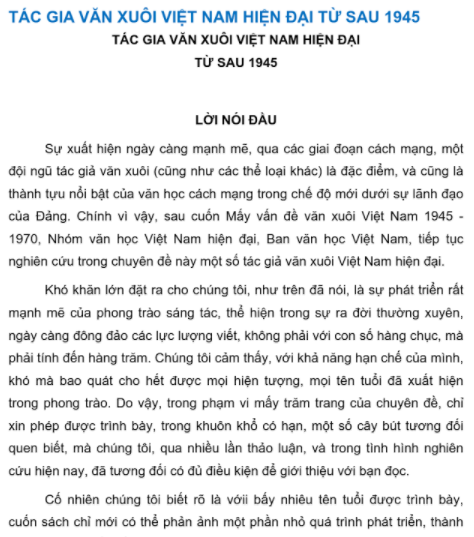 TÁC GIA VĂN XUÔI VIỆT NAM HIỆN ĐẠI TỪ SAU 1945
TÁC GIA VĂN XUÔI VIỆT NAM HIỆN ĐẠI
TỪ SAU 1945
LỜI NÓI ĐẦU
Sự xuất hiện ngày càng mạnh mẽ, qua các giai đoạn cách mạng, một
đội ngũ tác giả văn xuôi (cũng như các thể loại khác) là đặc điểm, và cũng là
thành tựu nổi bật của văn học cách mạng trong chế độ mới dưới sự lãnh đạo
của Đảng. Chính vì vậy, sau cuốn Mấy vấn đề văn xuôi Việt Nam 1945 -
1970, Nhóm văn học Việt Nam hiện đại, Ban văn học Việt Nam, tiếp tục
nghiên cứu trong chuyên đề này một số tác giả văn xuôi Việt Nam hiện đại.
Khó khăn lớn đặt ra cho chúng tôi, như trên đã nói, là sự phát triển rất
mạnh mẽ của phong trào sáng tác, thể hiện trong sự ra đời thường xuyên,
ngày càng đông đảo các lực lượng viết, không phải với con số hàng chục, mà
phải tính đến hàng trăm. Chúng tôi cảm thấy, với khả năng hạn chế của mình,
khó mà bao quát cho hết được mọi hiện tượng, mọi tên tuổi đã xuất hiện
trong phong trào. Do vậy, trong phạm vi mấy trăm trang của chuyên đề, chỉ
xin phép được trình bày, trong khuôn khổ có hạn, một số cây bút tương đối
quen biết, mà chúng tôi, qua nhiều lần thảo luận, và trong tình hình nghiên
cứu hiện nay, đã tương đối có đủ điều kiện để giới thiệu với bạn đọc.
Cố nhiên chúng tôi biết rõ là vớii bấy nhiêu tên tuổi được trình bày,
cuốn sách chỉ mới có thể phản ảnh một phần nhỏ quá trình phát triển, thành